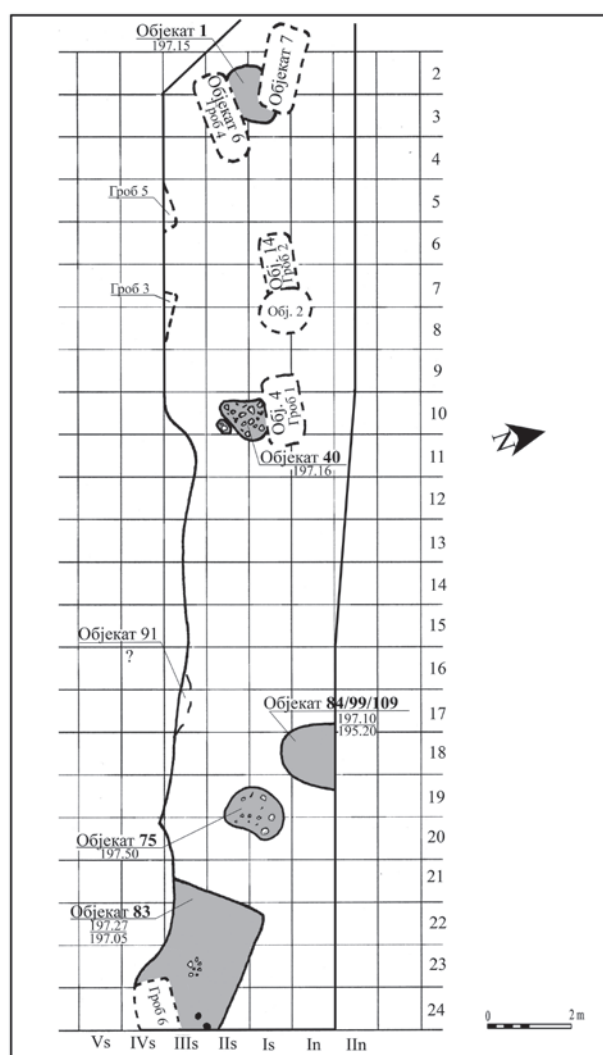 Објекат 1
197.15
Објекат 7
2
3
Објекат 6
Гроб 4
4
Гроб 5
5
6
Обј. 14
Гроб 2
7
Гроб 3
Обј. 2
8
9
Обј. 4
Гроб 1
10
Објекат 40
197.16
11
N
12
13
14
15
Објекат 91
?
16
Објекат 84/99/109
197.10
195.20
17
18
19
Објекат 75
197.50
20
21
Објекат 83
197.27
197.05
22
23
Гроб 6
24
Vs IVs IIIs IIs Is In IIn
0 2 m